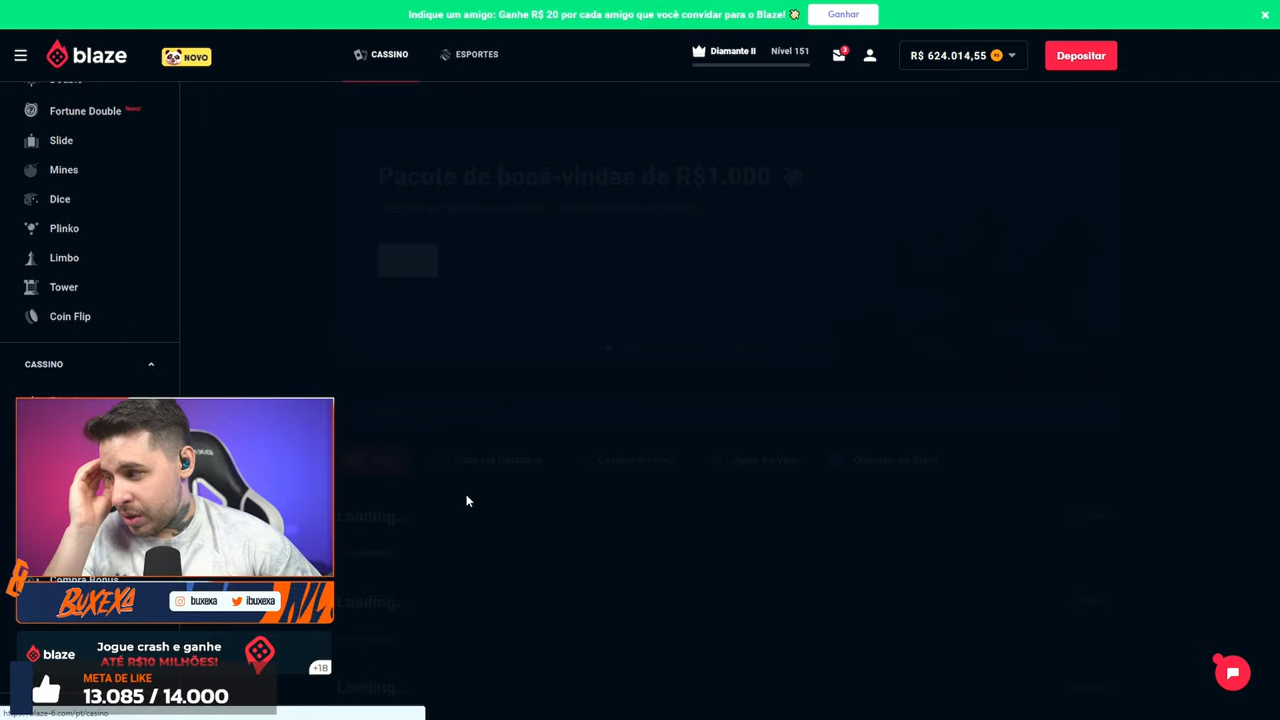 Indique um amigo: Ganhe R$ 20 por cada amigo que você convidar para o Blaze!
Ganhar
blaze
NOVO
CASSINO
ESPORTES
Diamante II
Nível 151
3
R$ 624.014,55
Depositar
Double
Fortune Double Novo!
Slide
Mines
Dice
Plinko
Limbo
Tower
Coin Flip
CASSINO
Pacote de boas-vindas de R$1.000
Loading...
Loading...
Loading...
Compra Bonus
BUXEXA
buxexa
ibuxexa
blaze
Jogue crash e ganhe
ATÉ R$10 MILHÕES!
+18
META DE LIKE
13.085 / 14.000